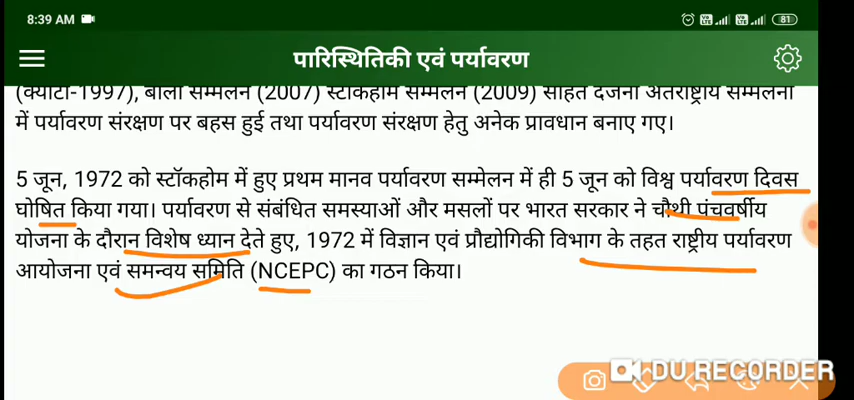 8:39 AM
81
पारिस्थितिकी एवं पर्यावरण
(क्योटो-1997), बाली सम्मेलन (2007) स्टॉकहोम सम्मेलन (2009) सहित दर्जनों अंतर्राष्ट्रीय सम्मेलनों
में पर्यावरण संरक्षण पर बहस हुई तथा पर्यावरण संरक्षण हेतु अनेक प्रावधान बनाए गए।
5 जून, 1972 को स्टॉकहोम में हुए प्रथम मानव पर्यावरण सम्मेलन में ही 5 जून को विश्व पर्यावरण दिवस
घोषित किया गया। पर्यावरण से संबंधित समस्याओं और मसलों पर भारत सरकार ने चौथी पंचवर्षीय
योजना के दौरान विशेष ध्यान देते हुए, 1972 में विज्ञान एवं प्रौद्योगिकी विभाग के तहत राष्ट्रीय पर्यावरण
आयोजना एवं समन्वय समिति (NCEPC) का गठन किया।
DU RECORDER